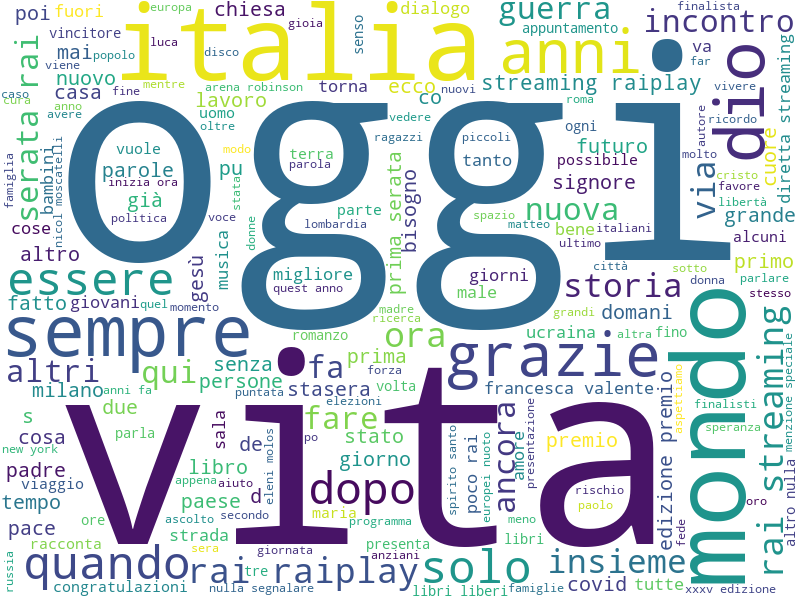 poi
fuori
europa
chiesa
dialogo
guerra
finalista
incontro
vincitore
gioia
luca
disco
senso
italia
appuntamento
anni
va
far
dio
mai
popolo
viene
nuovo
casa
mentre
fine
arena robinson
torna
ecco
co
streaming raiplay
nuovi
vivere
caso
cura
anno
avere
lavoro
uomo
oltre
vedere
ragazzi
roma
ogni
autore
ricordo
diretta streaming
serata rai
oggi
famiglia
bambini
nicol moscatelli
vuole
parole
inizia ora
già
politica
pu
stata
voce
modo
terra
parola
piccoli
tanto
futuro
possibile
signore
molto
cuore
cristo
favore
libertà
via
grande
cose
altro
gesù
musica
donne
lombardia
parte
prima serata
bisogno
spazio
matteo
nuova
bene
italiani
ultimo
alcuni
primo
essere
migliore
quest anno
giorni
male
storia
città
sotto
donna
parlare
stesso
fatto
giovani
quel
momento
madre
ricerca
grandi
domani
sempre
romanzo
ora
ucraina
altra
fino
mondo
altri
senza
persone
fa
prima
forza
grazie
qui
milano
anni fa
puntata
stasera
volta
francesca valente
finalisti
speranza
menzione speciale
aspettiamo
s
due
vita
elezioni
fare
cosa
parla
sala
po
de
stato
ancora
amore
presentazione
premio
edizione premio
rai streaming
altro nulla
new york
padre
viaggio
libro
appena
aiuto
eleni molos
giorno
dopo
spirito santo
poco rai
europei nuoto
rischio
paolo
oro
tempo
paese
d
maria
meno
libri
fede
pace
ore
ascolto
secondo
strada
programma
racconta
sera
giornata
presenta
anziani
russia
quando
rai raiplay
tre
solo
insieme
congratulazioni
nulla segnalare
famiglie
libri liberi
covid
tutte
xxxv edizione